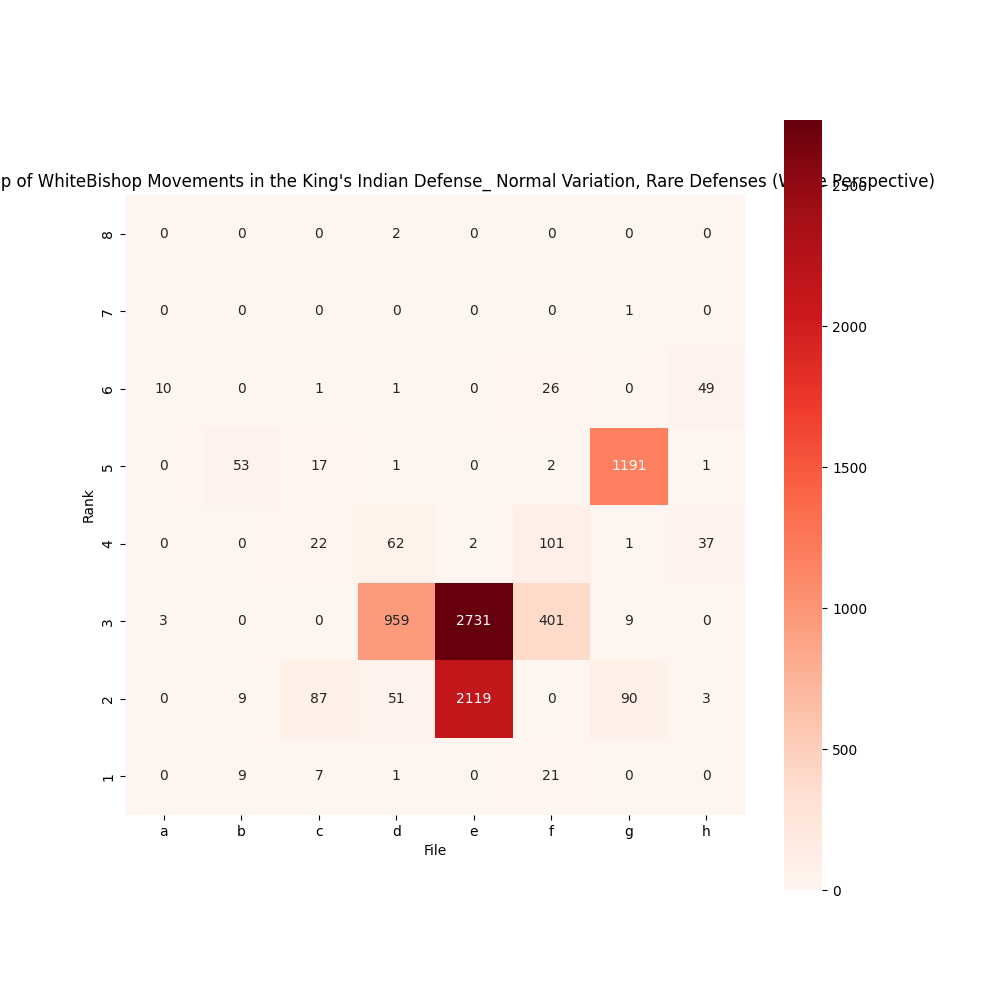 p of WhiteBishop Movements in the King's Indian Defense_ Normal Variation, Rare Defenses (W e Perspective)
2500
8 0 0 0 2 0 0 0 0
7 0 0 0 0 0 0 1 0
2000
6 10 0 1 1 0 26 0 49
5 0 53 17 1 0 2 1191 1
1500
Rank
4 0 0 22 62 2 101 1 37
1000
3 3 0 0 959 2731 401 9 0
2 0 9 87 51 2119 0 90 3
500
1 0 9 7 1 0 21 0 0
a b c d e f g h
File
0